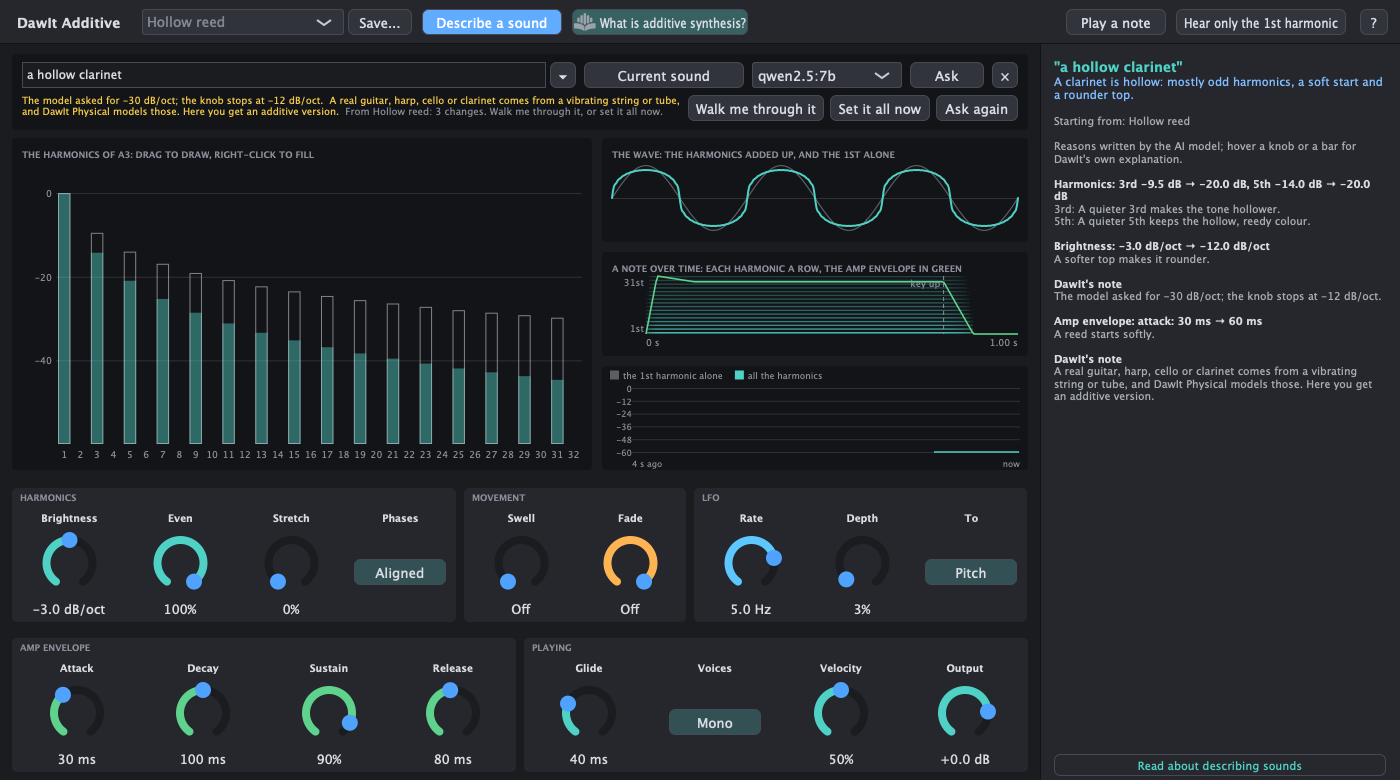 DawIt Additive
Hollow reed
Save...
Describe a sound
What is additive synthesis?
Play a note
Hear only the 1st harmonic
?
a hollow clarinet
Current sound
qwen2.5:7b
Ask
×
The model asked for −30 dB/oct; the knob stops at −12 dB/oct. A real guitar, harp, cello or clarinet comes from a vibrating string or tube,
and DawIt Physical models those. Here you get an additive version. From Hollow reed: 3 changes. Walk me through it, or set it all now.
Walk me through it
Set it all now
Ask again
THE HARMONICS OF A3: DRAG TO DRAW, RIGHT-CLICK TO FILL
0
−20
−40
1 2 3 4 5 6 7 8 9 10 11 12 13 14 15 16 17 18 19 20 21 22 23 24 25 26 27 28 29 30 31 32
THE WAVE: THE HARMONICS ADDED UP, AND THE 1ST ALONE
A NOTE OVER TIME: EACH HARMONIC A ROW, THE AMP ENVELOPE IN GREEN
31st
key up
1st
0 s
1.00 s
the 1st harmonic alone
all the harmonics
0
−12
−24
−36
−48
−60
4 s ago
now
HARMONICS
Brightness
Even
Stretch
Phases
Aligned
−3.0 dB/oct
100%
0%
MOVEMENT
Swell
Fade
Off
Off
LFO
Rate
Depth
To
Pitch
5.0 Hz
3%
AMP ENVELOPE
Attack
Decay
Sustain
Release
30 ms
100 ms
90%
80 ms
PLAYING
Glide
Voices
Velocity
Output
Mono
40 ms
50%
+0.0 dB
"a hollow clarinet"
A clarinet is hollow: mostly odd harmonics, a soft start and
a rounder top.
Starting from: Hollow reed
Reasons written by the AI model; hover a knob or a bar for
DawIt's own explanation.
Harmonics: 3rd −9.5 dB → −20.0 dB, 5th −14.0 dB → −20.0
dB
3rd: A quieter 3rd makes the tone hollower.
5th: A quieter 5th keeps the hollow, reedy colour.
Brightness: −3.0 dB/oct → −12.0 dB/oct
A softer top makes it rounder.
DawIt's note
The model asked for −30 dB/oct; the knob stops at −12 dB/oct.
Amp envelope: attack: 30 ms → 60 ms
A reed starts softly.
DawIt's note
A real guitar, harp, cello or clarinet comes from a vibrating
string or tube, and DawIt Physical models those. Here you get
an additive version.
Read about describing sounds